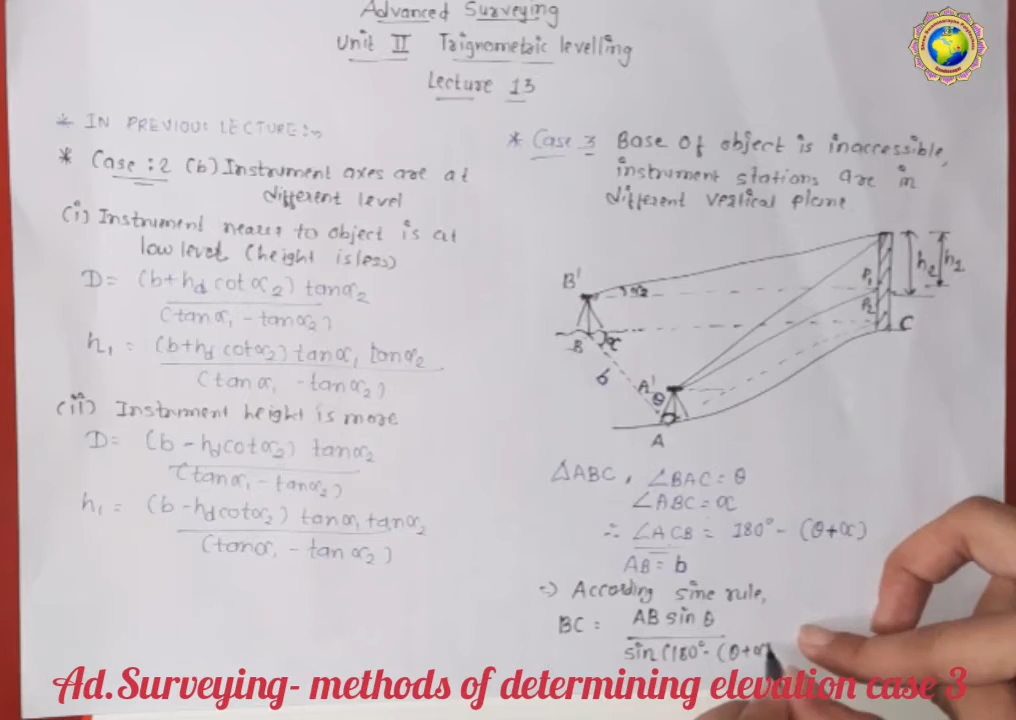 Advanced Surveying
Unit II Trignometric levelling
Lecture 13
* IN PREVIOUS LECTURE:-
* Case :2 (b) Instrument axes are at
different level
(i) Instrument nearer to object is at
low level (height is less)
D = (b + hd cot α2) tan α2
(tan α1 - tan α2)
h1 = (b + hd cot α2) tan α1 tan α2
(tan α1 - tan α2)
(ii) Instrument height is more
D = (b - hd cot α2) tan α2
(tan α1 - tan α2)
h1 = (b - hd cot α2) tan α1 tan α2
(tan α1 - tan α2)
* Case 3 Base of object is inaccessible,
instrument stations are in
different vertical plane.
B'
α2
P1
h2
h1
P2
C
B
α
b
A'
θ
A
△ABC, ∠BAC = θ
∠ABC = α
∴ ∠ACB = 180° - (θ+α)
AB = b
=) According sine rule,
BC = AB sin θ
sin (180° - (θ+α)
Ad.Surveying- methods of determining elevation case 3